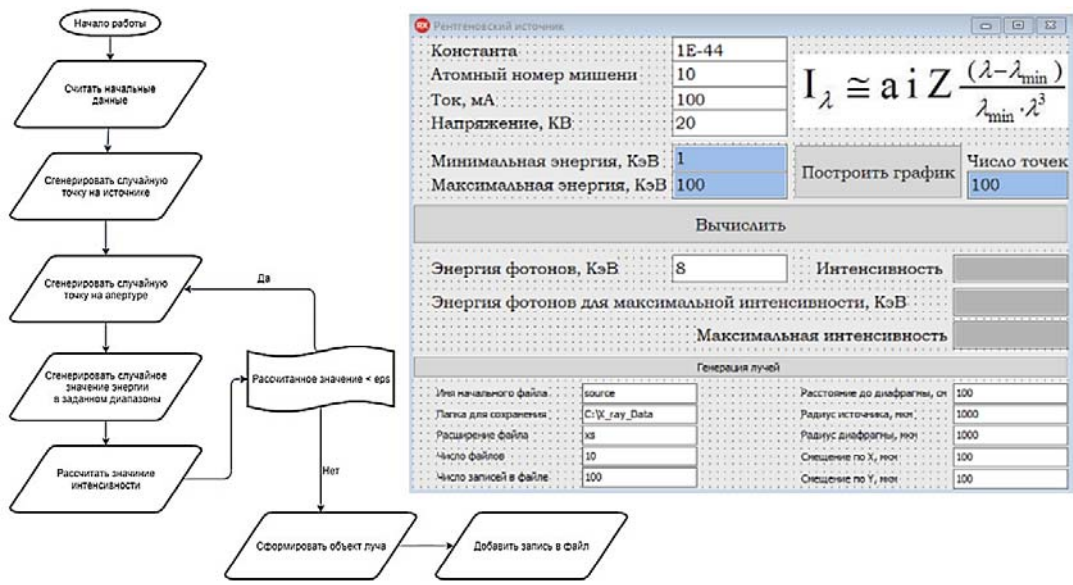 Начало работы
Считать начальные
данные
Сгенерировать случайную
точку на источнике
Сгенерировать случайную
точку на апертуре
Сгенерировать случайное
значение энергии
в заданном диапазоны
Рассчитать значиние
интенсивности
Да
Рассчитанное значение < eps
Нет
Сформировать объект луча
Добавить запись в файл
RX Рентгеновский источник
Константа 1E-44
Атомный номер мишени 10
Ток, мА 100
Напряжение, КВ 20
I_λ ≅ a i Z (λ−λ_min) / (λ_min · λ³)
Минимальная энергия, КэВ 1
Максимальная энергия, КэВ 100
Построить график
Число точек
100
Вычислить
Энергия фотонов, КэВ 8 Интенсивность
Энергия фотонов для максимальной интенсивности, КэВ
Максимальная интенсивность
Генерация лучей
Имя начального файла source
Папка для сохранения C:\X_ray_Data
Расширение файла xs
Число файлов 10
Число записей в файле 100
Расстояние до диафрагмы, см 100
Радиус источника, мкм 1000
Радиус диафрагмы, мкм 1000
Смещение по X, мкм 100
Смещение по Y, мкм 100